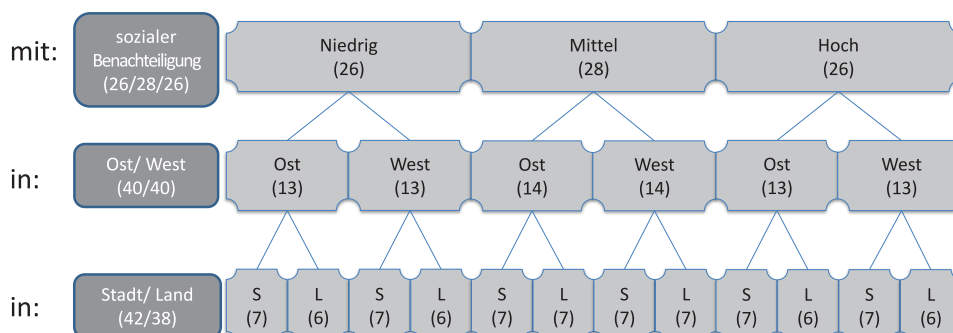 mit:
sozialer
Benachteiligung
(26/28/26)
Niedrig
(26)
Mittel
(28)
Hoch
(26)
in:
Ost/ West
(40/40)
Ost
(13)
West
(13)
Ost
(14)
West
(14)
Ost
(13)
West
(13)
in:
Stadt/ Land
(42/38)
S
(7)
L
(6)
S
(7)
L
(6)
S
(7)
L
(7)
S
(7)
L
(7)
S
(7)
L
(6)
S
(7)
L
(6)